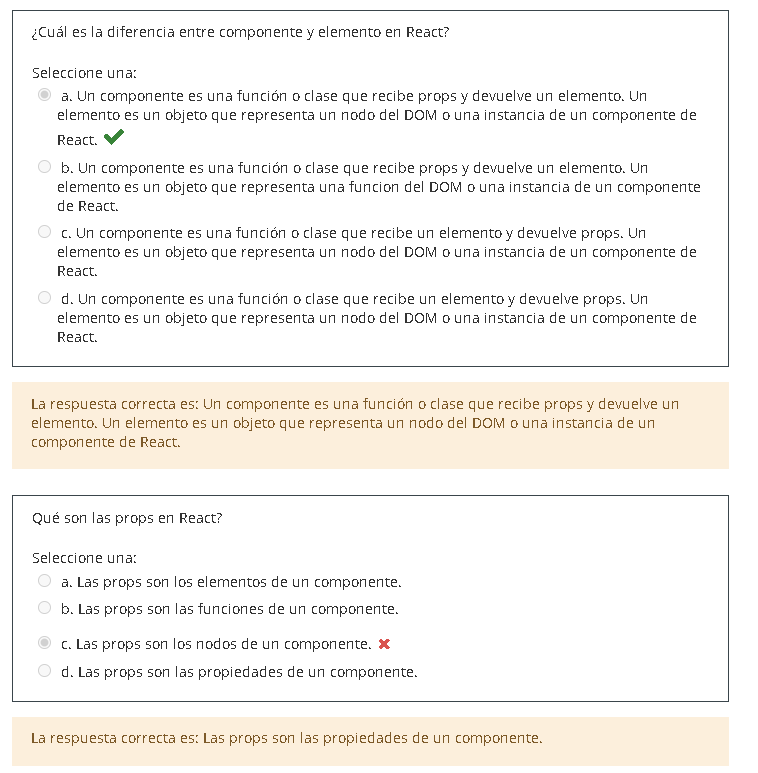 ¿Cuál es la diferencia entre componente y elemento en React?
Seleccione una:
a. Un componente es una función o clase que recibe props y devuelve un elemento. Un
elemento es un objeto que representa un nodo del DOM o una instancia de un componente de
React.
b. Un componente es una función o clase que recibe props y devuelve un elemento. Un
elemento es un objeto que representa una funcion del DOM o una instancia de un componente
de React.
c. Un componente es una función o clase que recibe un elemento y devuelve props. Un
elemento es un objeto que representa un nodo del DOM o una instancia de un componente de
React.
d. Un componente es una función o clase que recibe un elemento y devuelve props. Un
elemento es un objeto que representa un nodo del DOM o una instancia de un componente de
React.
La respuesta correcta es: Un componente es una función o clase que recibe props y devuelve un
elemento. Un elemento es un objeto que representa un nodo del DOM o una instancia de un
componente de React.
Qué son las props en React?
Seleccione una:
a. Las props son los elementos de un componente.
b. Las props son las funciones de un componente.
c. Las props son los nodos de un componente.
d. Las props son las propiedades de un componente.
La respuesta correcta es: Las props son las propiedades de un componente.